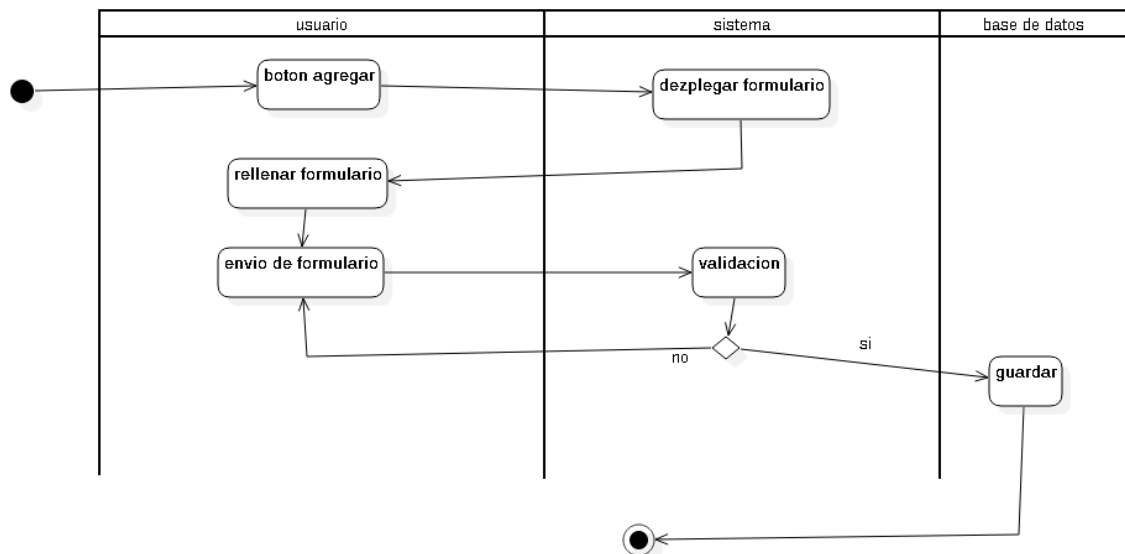 usuario
sistema
base de datos
boton agregar
dezplegar formulario
rellenar formulario
envio de formulario
validacion
no
si
guardar